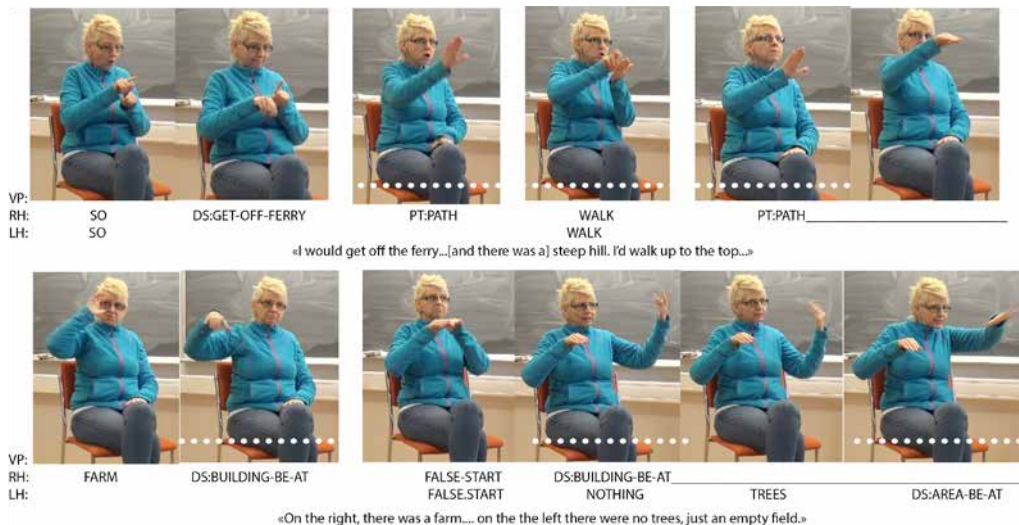 VP:
RH: SO DS:GET-OFF-FERRY PT:PATH WALK PT:PATH
LH: SO WALK
«I would get off the ferry...[and there was a] steep hill. I'd walk up to the top...»
VP:
RH: FARM DS:BUILDING-BE-AT FALSE-START DS:BUILDING-BE-AT
LH: FALSE.START NOTHING TREES DS:AREA-BE-AT
«On the right, there was a farm.... on the the left there were no trees, just an empty field.»